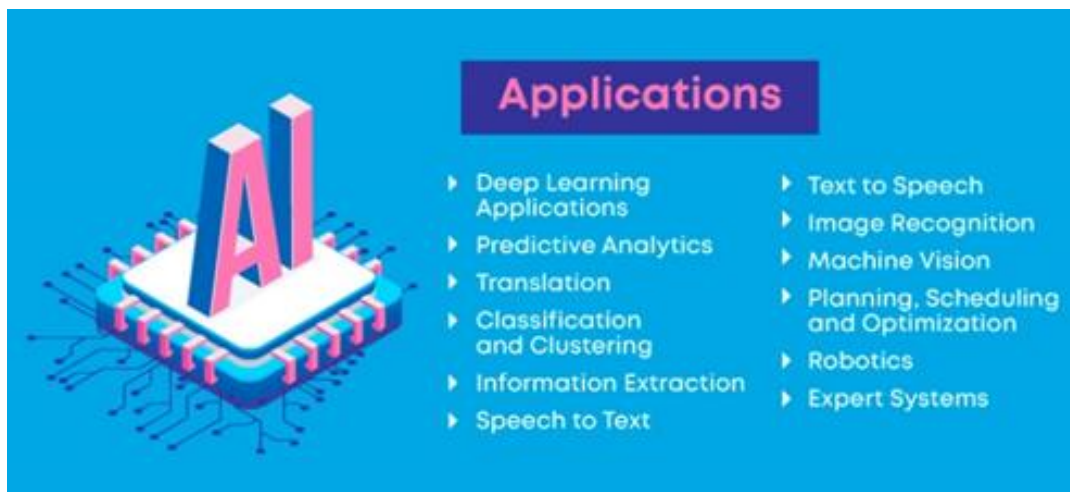 AI
Applications
Deep Learning
Applications
Predictive Analytics
Translation
Classification
and Clustering
Information Extraction
Speech to Text
Text to Speech
Image Recognition
Machine Vision
Planning, Scheduling
and Optimization
Robotics
Expert Systems